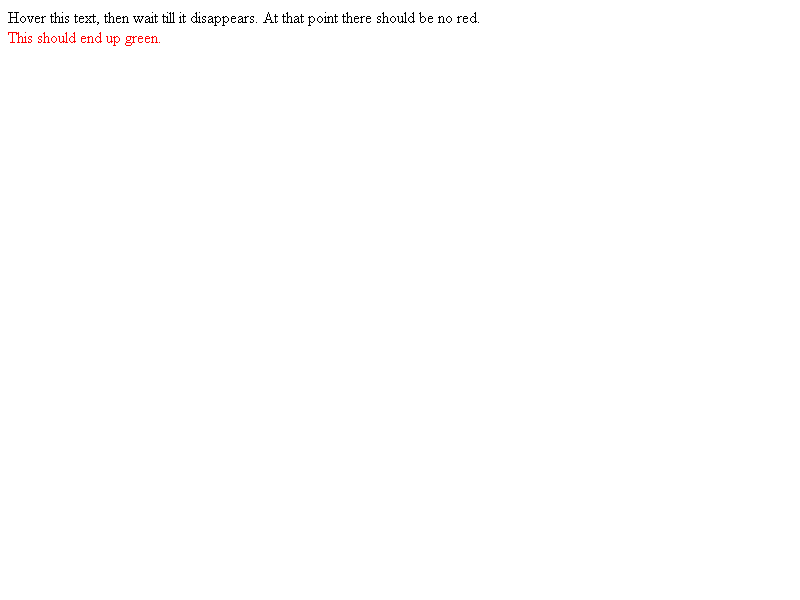 Hover this text, then wait till it disappears. At that point there should be no red.
This should end up green.